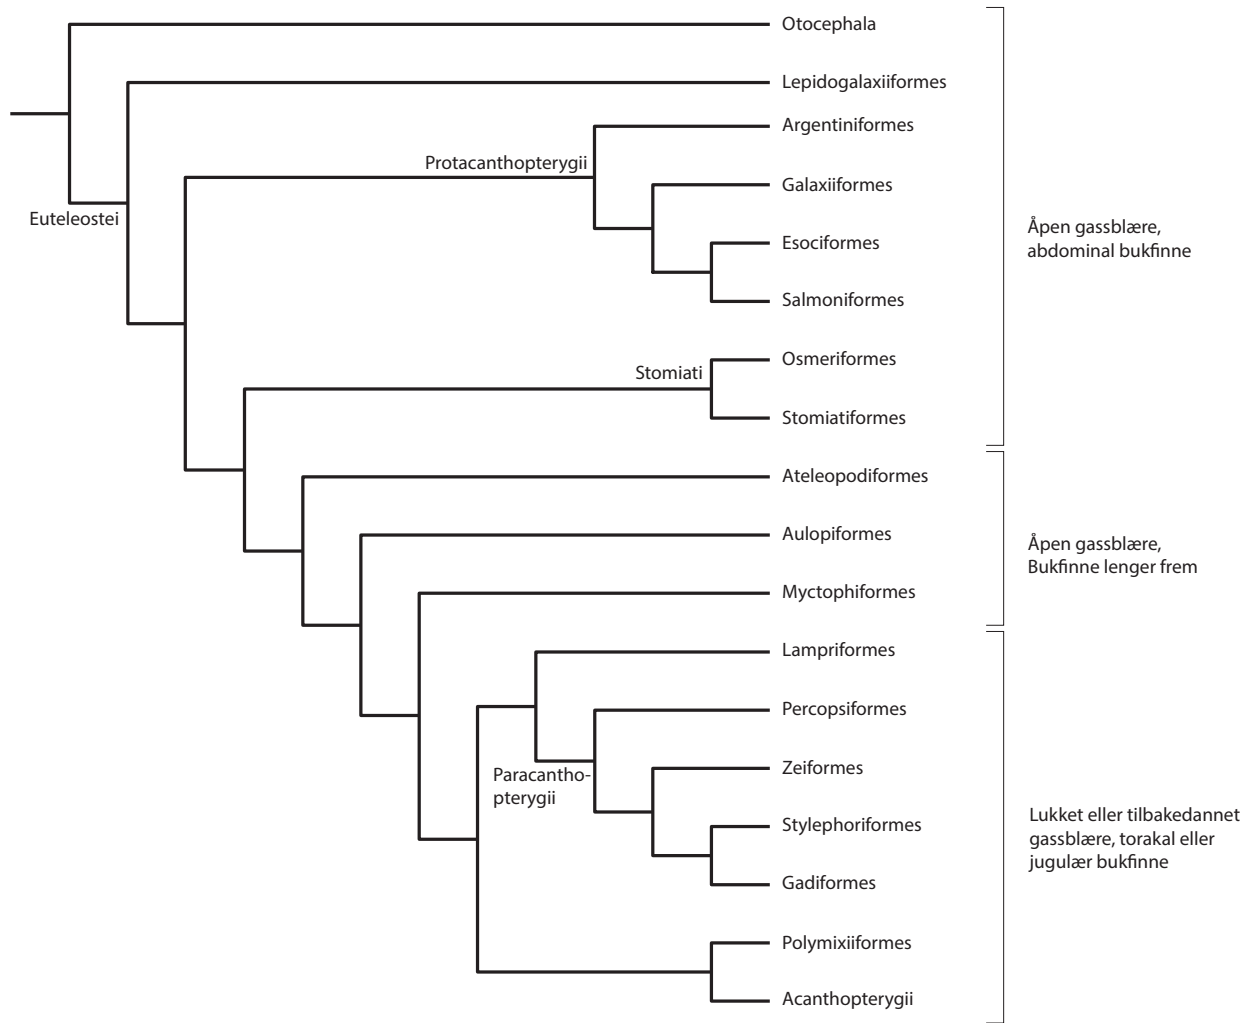 Otocephala
Lepidogalaxiiformes
Argentiniformes
Protacanthopterygii
Galaxiiformes
Euteleostei
Åpen gassblære,
abdominal bukfinne
Esociformes
Salmoniformes
Osmeriformes
Stomiati
Stomiatiformes
Ateleopodiformes
Aulopiformes
Åpen gassblære,
Bukfinne lenger frem
Myctophiformes
Lampriformes
Percopsiformes
Zeiformes
Paracantho-
pterygii
Stylephoriformes
Lukket eller tilbakedannet
gassblære, torakal eller
jugulær bukfinne
Gadiformes
Polymixiiformes
Acanthopterygii